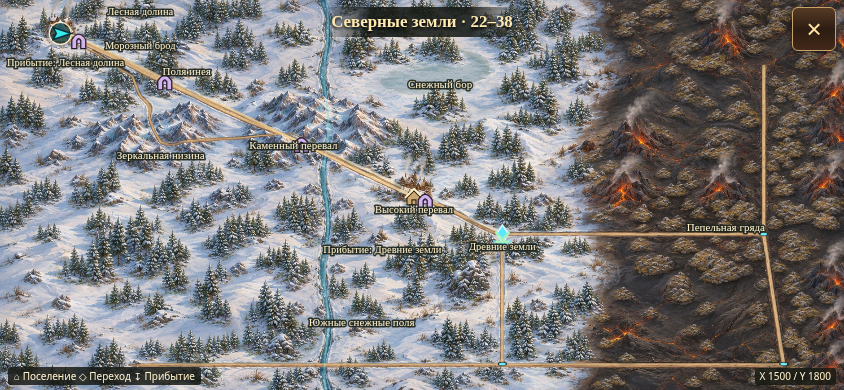 Лесная долина
Северные земли · 22–38
Морозный брод
Прибытие: Лесная долина
Полянинея
Снежный бор
Каменный перевал
Зеркальная низина
Высокий перевал
Пепельная гряда
Прибытие: Древние земли
Древние земли
Южные снежные поля
⌂ Поселение ◇ Переход ↧ Прибытие
X 1500 / Y 1800